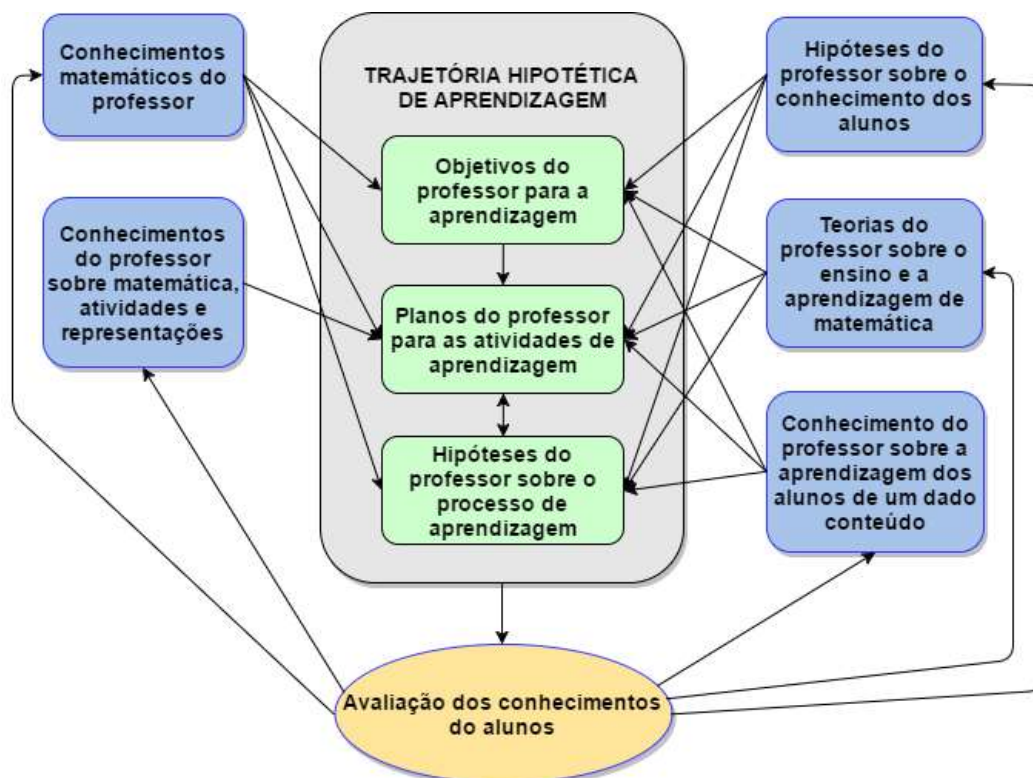 Conhecimentos
matemáticos do
professor
TRAJETÓRIA HIPOTÉTICA
DE APRENDIZAGEM
Hipóteses do
professor sobre o
conhecimento dos
alunos
Objetivos do
professor para a
aprendizagem
Conhecimentos
do professor
sobre matemática,
atividades e
representações
Teorias do
professor sobre o
ensino e a
aprendizagem de
matemática
Planos do professor
para as atividades de
aprendizagem
Hipóteses do
professor sobre o
processo de
aprendizagem
Conhecimento do
professor sobre a
aprendizagem dos
alunos de um dado
conteúdo
Avaliação dos conhecimentos
do alunos